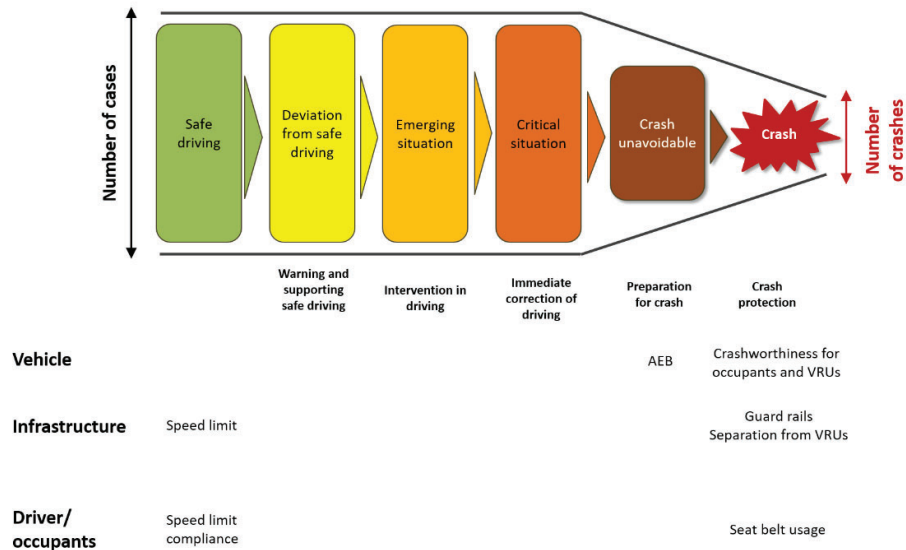 Number of cases
Safe
driving
Deviation
from safe
driving
Emerging
situation
Critical
situation
Crash
unavoidable
Crash
Number
of crashes
Warning and
supporting
safe driving
Intervention in
driving
Immediate
correction of
driving
Preparation
for crash
Crash
protection
Vehicle
AEB
Crashworthiness for
occupants and VRUs
Infrastructure
Speed limit
Guard rails
Separation from VRUs
Driver/
occupants
Speed limit
compliance
Seat belt usage